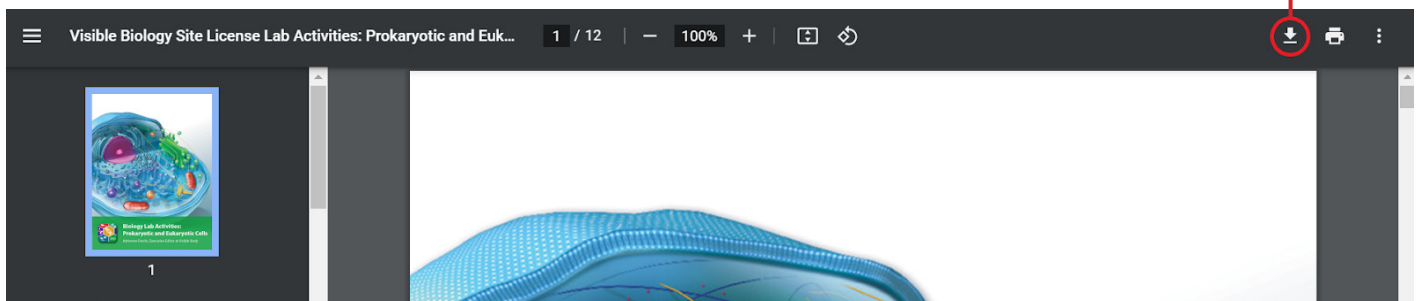 Visible Biology Site License Lab Activities: Prokaryotic and Euk... 1 / 12 100%
Biology Lab Activities:
Prokaryotic and Eukaryotic Cells
1